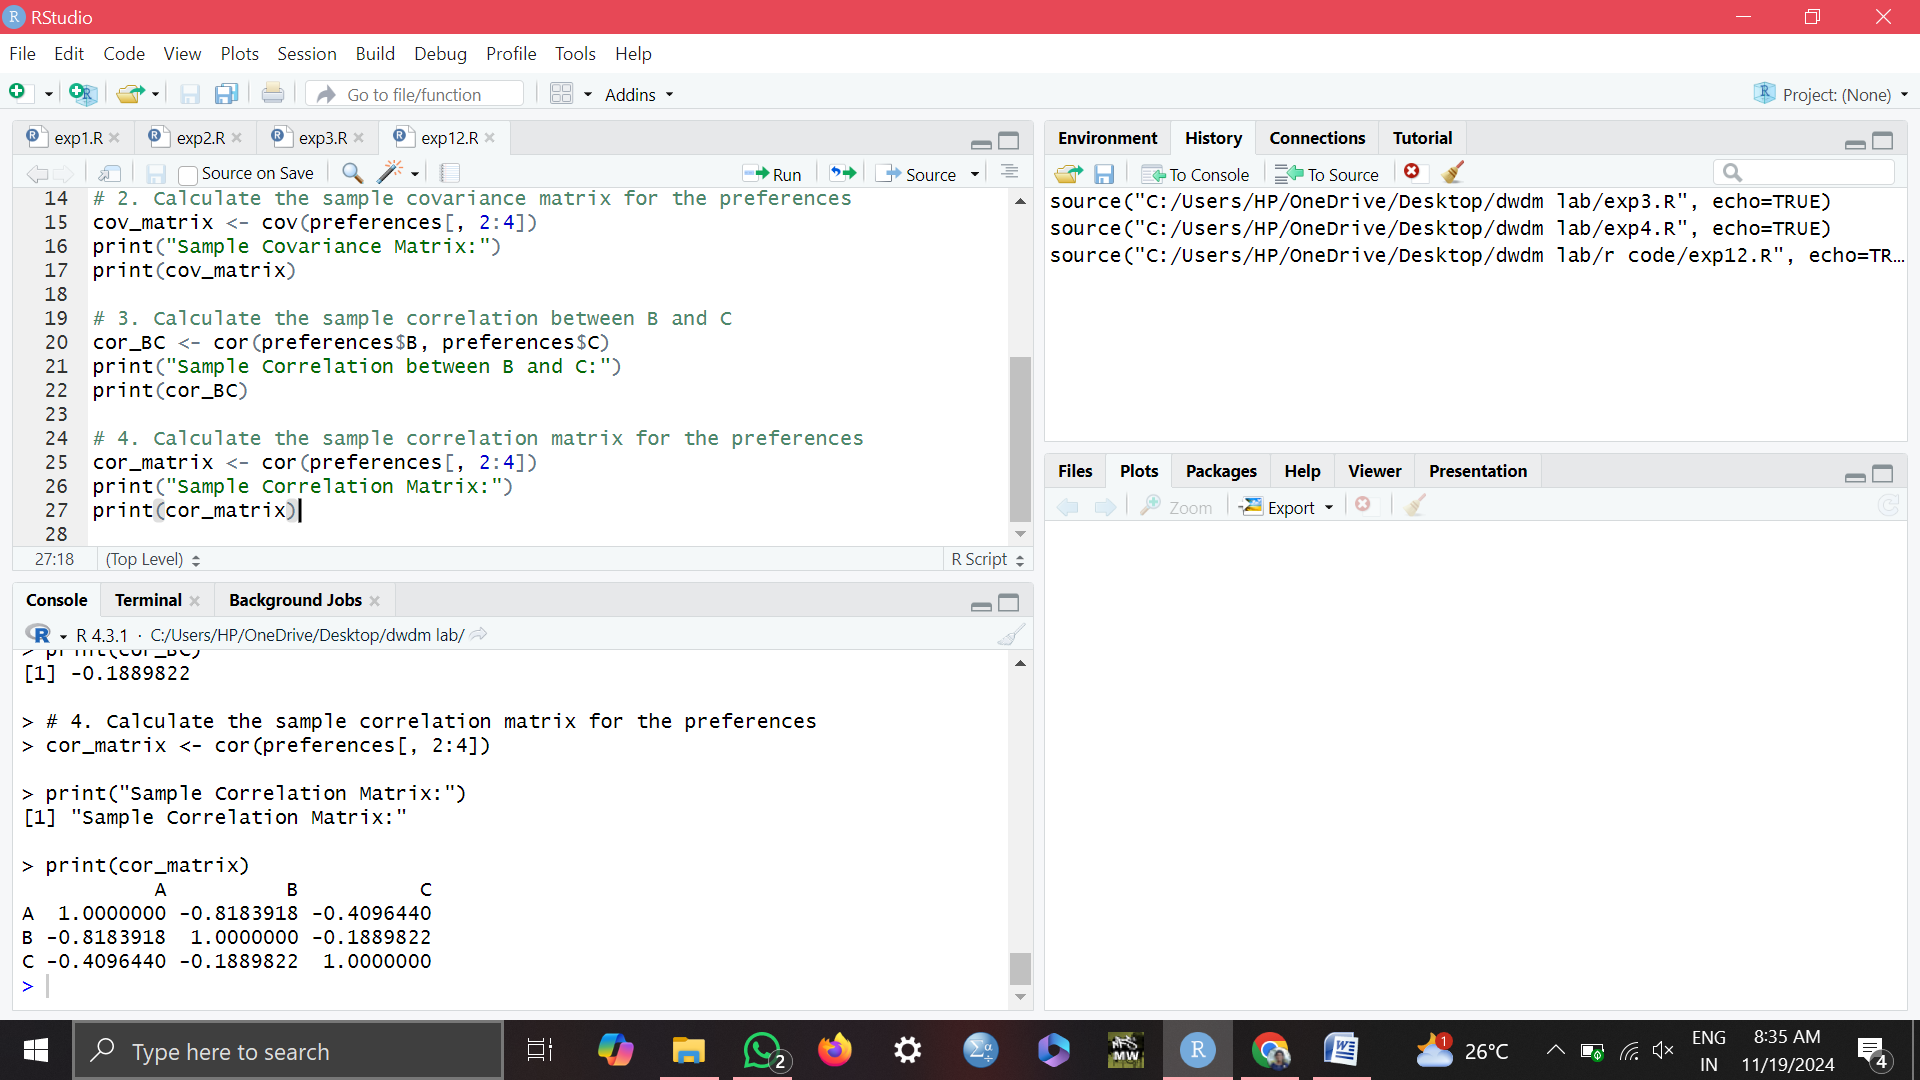 RStudio
File Edit Code View Plots Session Build Debug Profile Tools Help
Go to file/function Addins Project: (None)
exp1.R exp2.R exp3.R exp12.R
Source on Save Run Source
14 # 2. Calculate the sample covariance matrix for the preferences
15 cov_matrix <- cov(preferences[, 2:4])
16 print("Sample Covariance Matrix:")
17 print(cov_matrix)
18
19 # 3. Calculate the sample correlation between B and C
20 cor_BC <- cor(preferences$B, preferences$C)
21 print("Sample Correlation between B and C:")
22 print(cor_BC)
23
24 # 4. Calculate the sample correlation matrix for the preferences
25 cor_matrix <- cor(preferences[, 2:4])
26 print("Sample Correlation Matrix:")
27 print(cor_matrix)
28
27:18 (Top Level) R Script
Console Terminal Background Jobs
R 4.3.1 · C:/Users/HP/OneDrive/Desktop/dwdm lab/
> print(cor_BC)
[1] -0.1889822
> # 4. Calculate the sample correlation matrix for the preferences
> cor_matrix <- cor(preferences[, 2:4])
> print("Sample Correlation Matrix:")
[1] "Sample Correlation Matrix:"
> print(cor_matrix)
A B C
A 1.0000000 -0.8183918 -0.4096440
B -0.8183918 1.0000000 -0.1889822
C -0.4096440 -0.1889822 1.0000000
>
Environment History Connections Tutorial
To Console To Source
source("C:/Users/HP/OneDrive/Desktop/dwdm lab/exp3.R", echo=TRUE)
source("C:/Users/HP/OneDrive/Desktop/dwdm lab/exp4.R", echo=TRUE)
source("C:/Users/HP/OneDrive/Desktop/dwdm lab/r code/exp12.R", echo=TR…
Files Plots Packages Help Viewer Presentation
Zoom Export
Type here to search
2
MW
R
1
26°C
ENG
IN
8:35 AM
11/19/2024
4